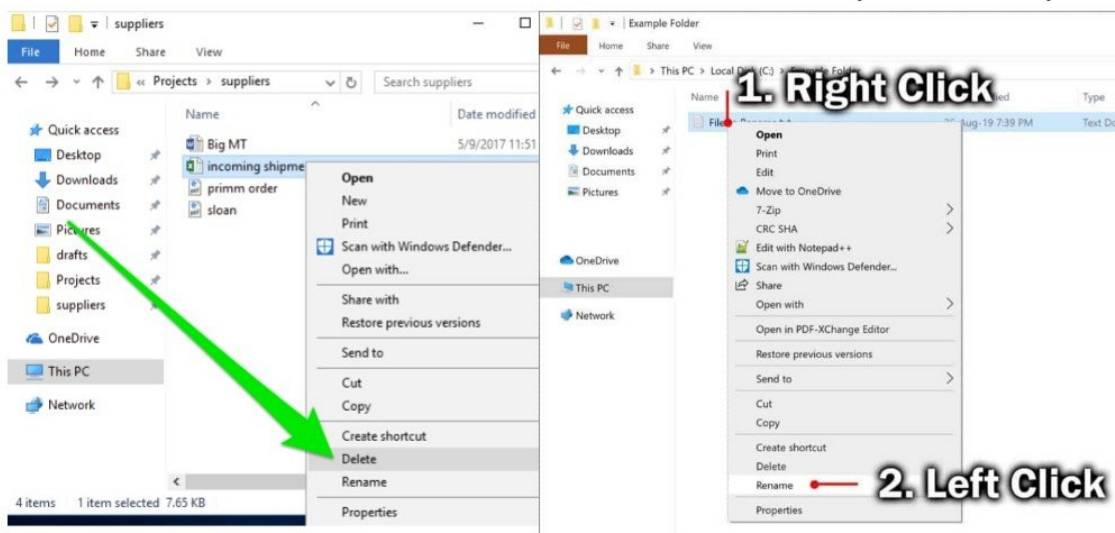 suppliers
File Home Share View
« Projects > suppliers
Search suppliers
Name
Date modified
Quick access
Desktop
Downloads
Documents
Pictures
drafts
Projects
suppliers
OneDrive
This PC
Network
Big MT
5/9/2017 11:51
incoming shipme
primm order
sloan
Open
New
Print
Scan with Windows Defender...
Open with...
Share with
Restore previous versions
Send to
Cut
Copy
Create shortcut
Delete
Rename
Properties
4 items 1 item selected 7.65 KB
Example Folder
File Home Share View
> This PC > Local Disk (C:) > Example Folder
1. Right Click
Name
Type
Quick access
Desktop
Downloads
Documents
Pictures
OneDrive
This PC
Network
Aug-19 7:39 PM
Text Do
Open
Print
Edit
Move to OneDrive
7-Zip
CRC SHA
Edit with Notepad++
Scan with Windows Defender...
Share
Open with
Open in PDF-XChange Editor
Restore previous versions
Send to
Cut
Copy
Create shortcut
Delete
Rename
2. Left Click
Properties